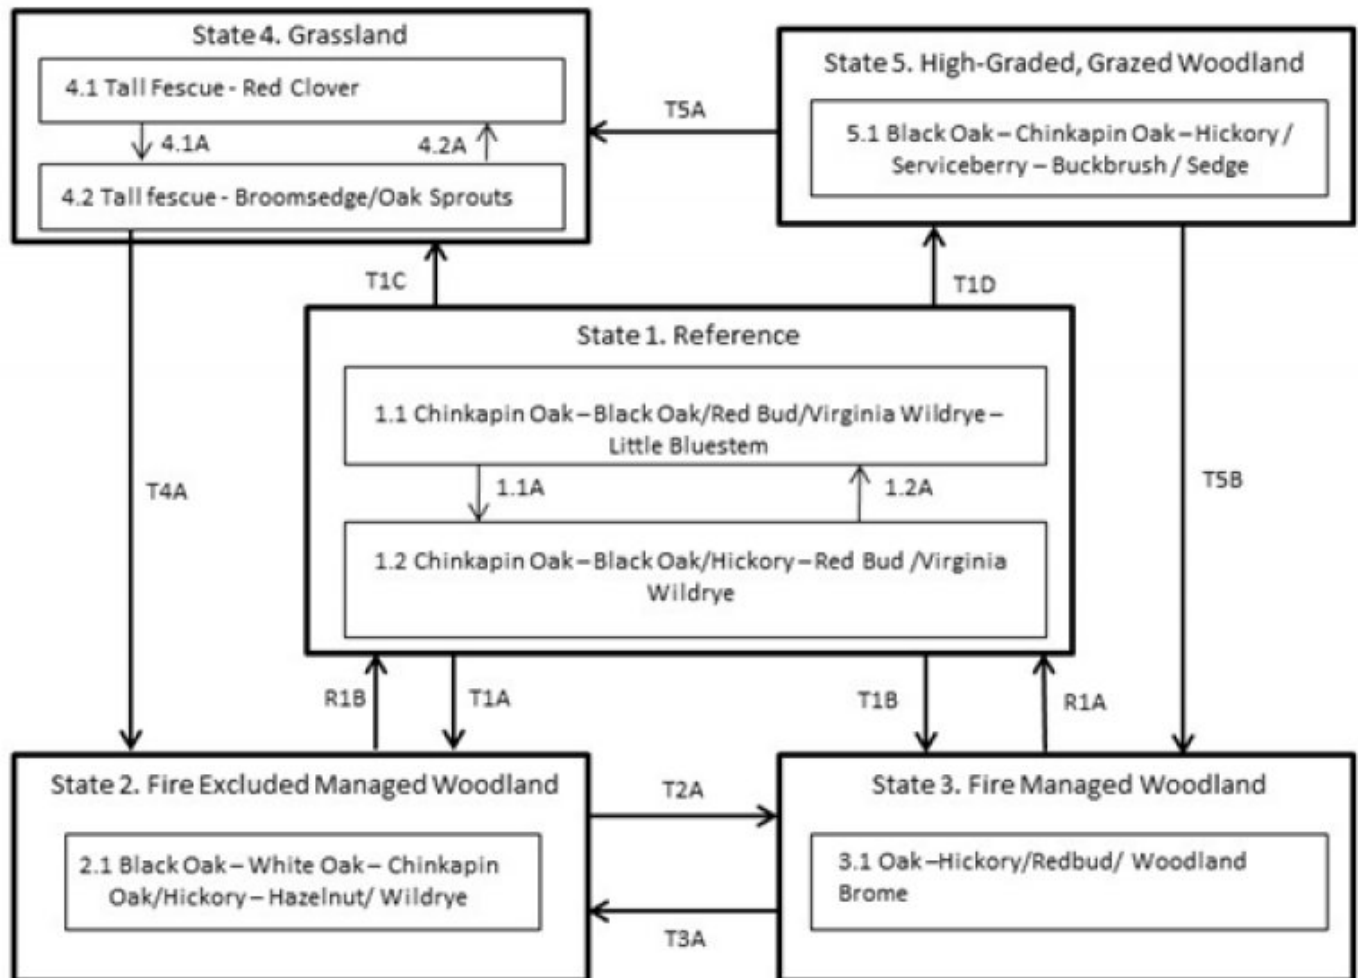 State 4. Grassland
4.1 Tall Fescue - Red Clover
4.1A
4.2A
4.2 Tall fescue - Broomsedge/Oak Sprouts
State 5. High-Graded, Grazed Woodland
5.1 Black Oak – Chinkapin Oak – Hickory /
Serviceberry – Buckbrush / Sedge
T5A
T1C
T1D
State 1. Reference
1.1 Chinkapin Oak – Black Oak/Red Bud/Virginia Wildrye –
Little Bluestem
1.1A
1.2A
1.2 Chinkapin Oak – Black Oak/Hickory – Red Bud /Virginia
Wildrye
T4A
T5B
R1B
T1A
T1B
R1A
State 2. Fire Excluded Managed Woodland
2.1 Black Oak – White Oak – Chinkapin
Oak/Hickory – Hazelnut/ Wildrye
T2A
T3A
State 3. Fire Managed Woodland
3.1 Oak –Hickory/Redbud/ Woodland
Brome